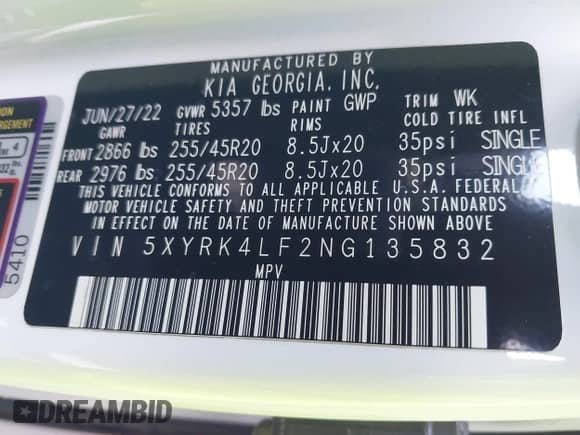 MANUFACTURED BY
KIA GEORGIA, INC.
JUN/27/22 GVWR 5357 lbs PAINT GWP TRIM WK
GAWR TIRES RIMS COLD TIRE INFL
FRONT 2866 lbs 255/45R20 8.5Jx20 35psi SINGLE
REAR 2976 lbs 255/45R20 8.5Jx20 35psi SINGLE
THIS VEHICLE CONFORMS TO ALL APPLICABLE U.S.A. FEDERAL
MOTOR VEHICLE SAFETY AND THEFT PREVENTION STANDARDS
IN EFFECT ON THE DATE OF MANUFACTURE SHOWN ABOVE
VIN 5XYRK4LF2NG135832
MPV
5410
4
DREAMBID